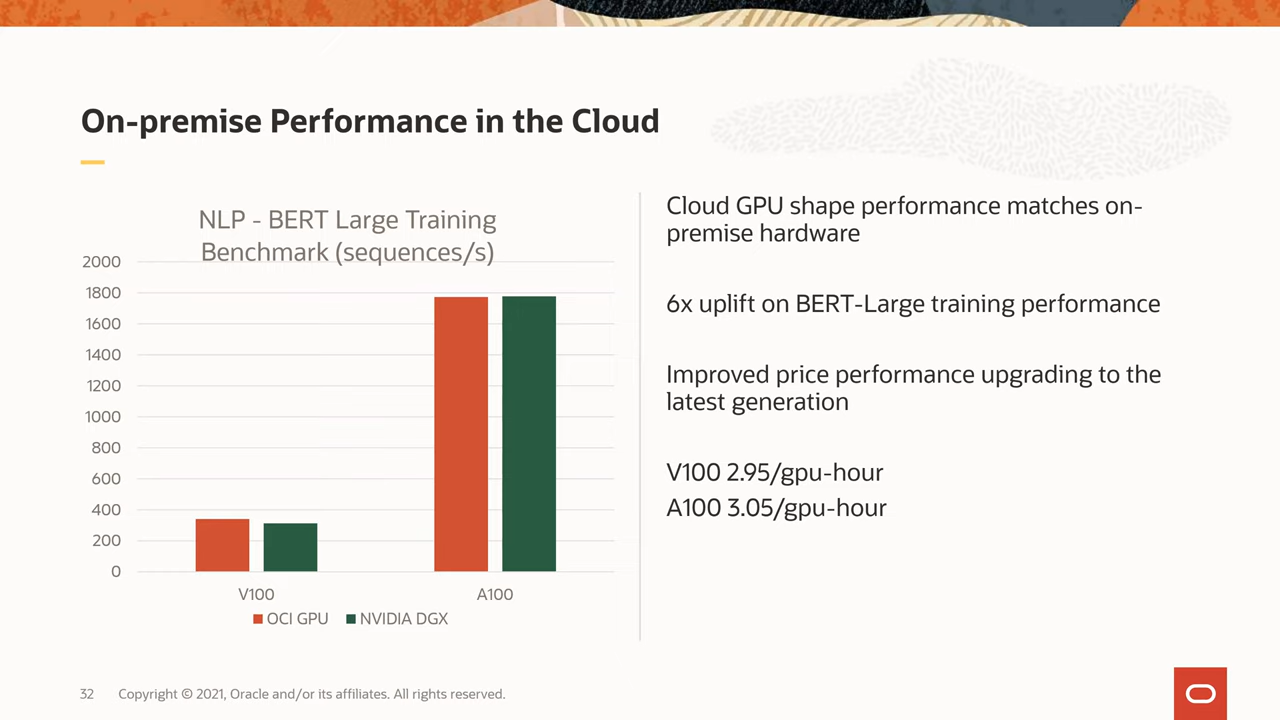 On-premise Performance in the Cloud
NLP - BERT Large Training
Benchmark (sequences/s)
2000
1800
1600
1400
1200
1000
800
600
400
200
0
V100
A100
OCI GPU
NVIDIA DGX
Cloud GPU shape performance matches on-
premise hardware
6x uplift on BERT-Large training performance
Improved price performance upgrading to the
latest generation
V100 2.95/gpu-hour
A100 3.05/gpu-hour
32
Copyright © 2021, Oracle and/or its affiliates. All rights reserved.